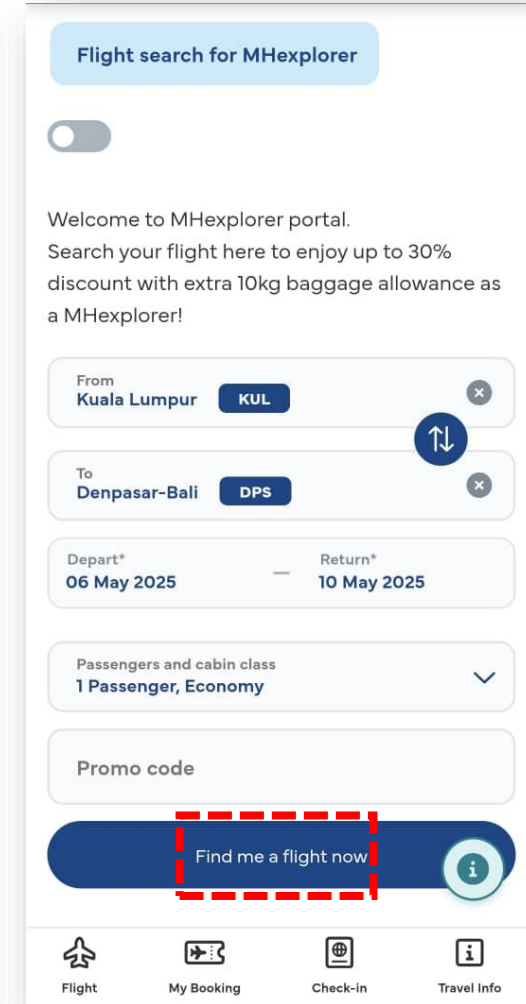 Flight search for MHexplorer
Welcome to MHexplorer portal.
Search your flight here to enjoy up to 30%
discount with extra 10kg baggage allowance as
a MHexplorer!
From
Kuala Lumpur KUL
To
Denpasar-Bali DPS
Depart* Return*
06 May 2025 — 10 May 2025
Passengers and cabin class
1 Passenger, Economy
Promo code
Find me a flight now
i
i
Flight My Booking Check-in Travel Info